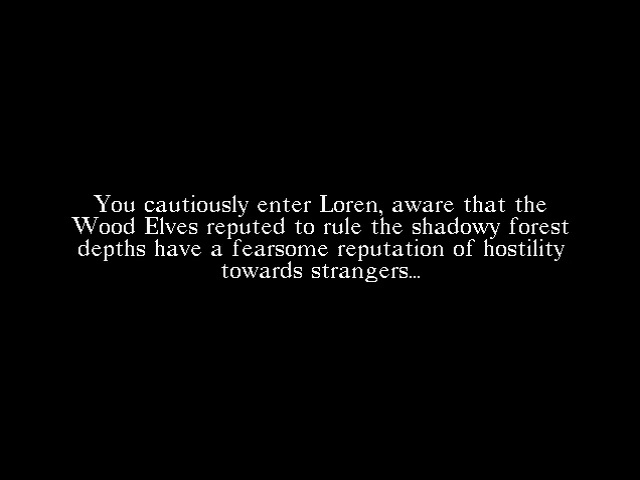 You cautiously enter Loren, aware that the
Wood Elves reputed to rule the shadowy forest
depths have a fearsome reputation of hostility
towards strangers...